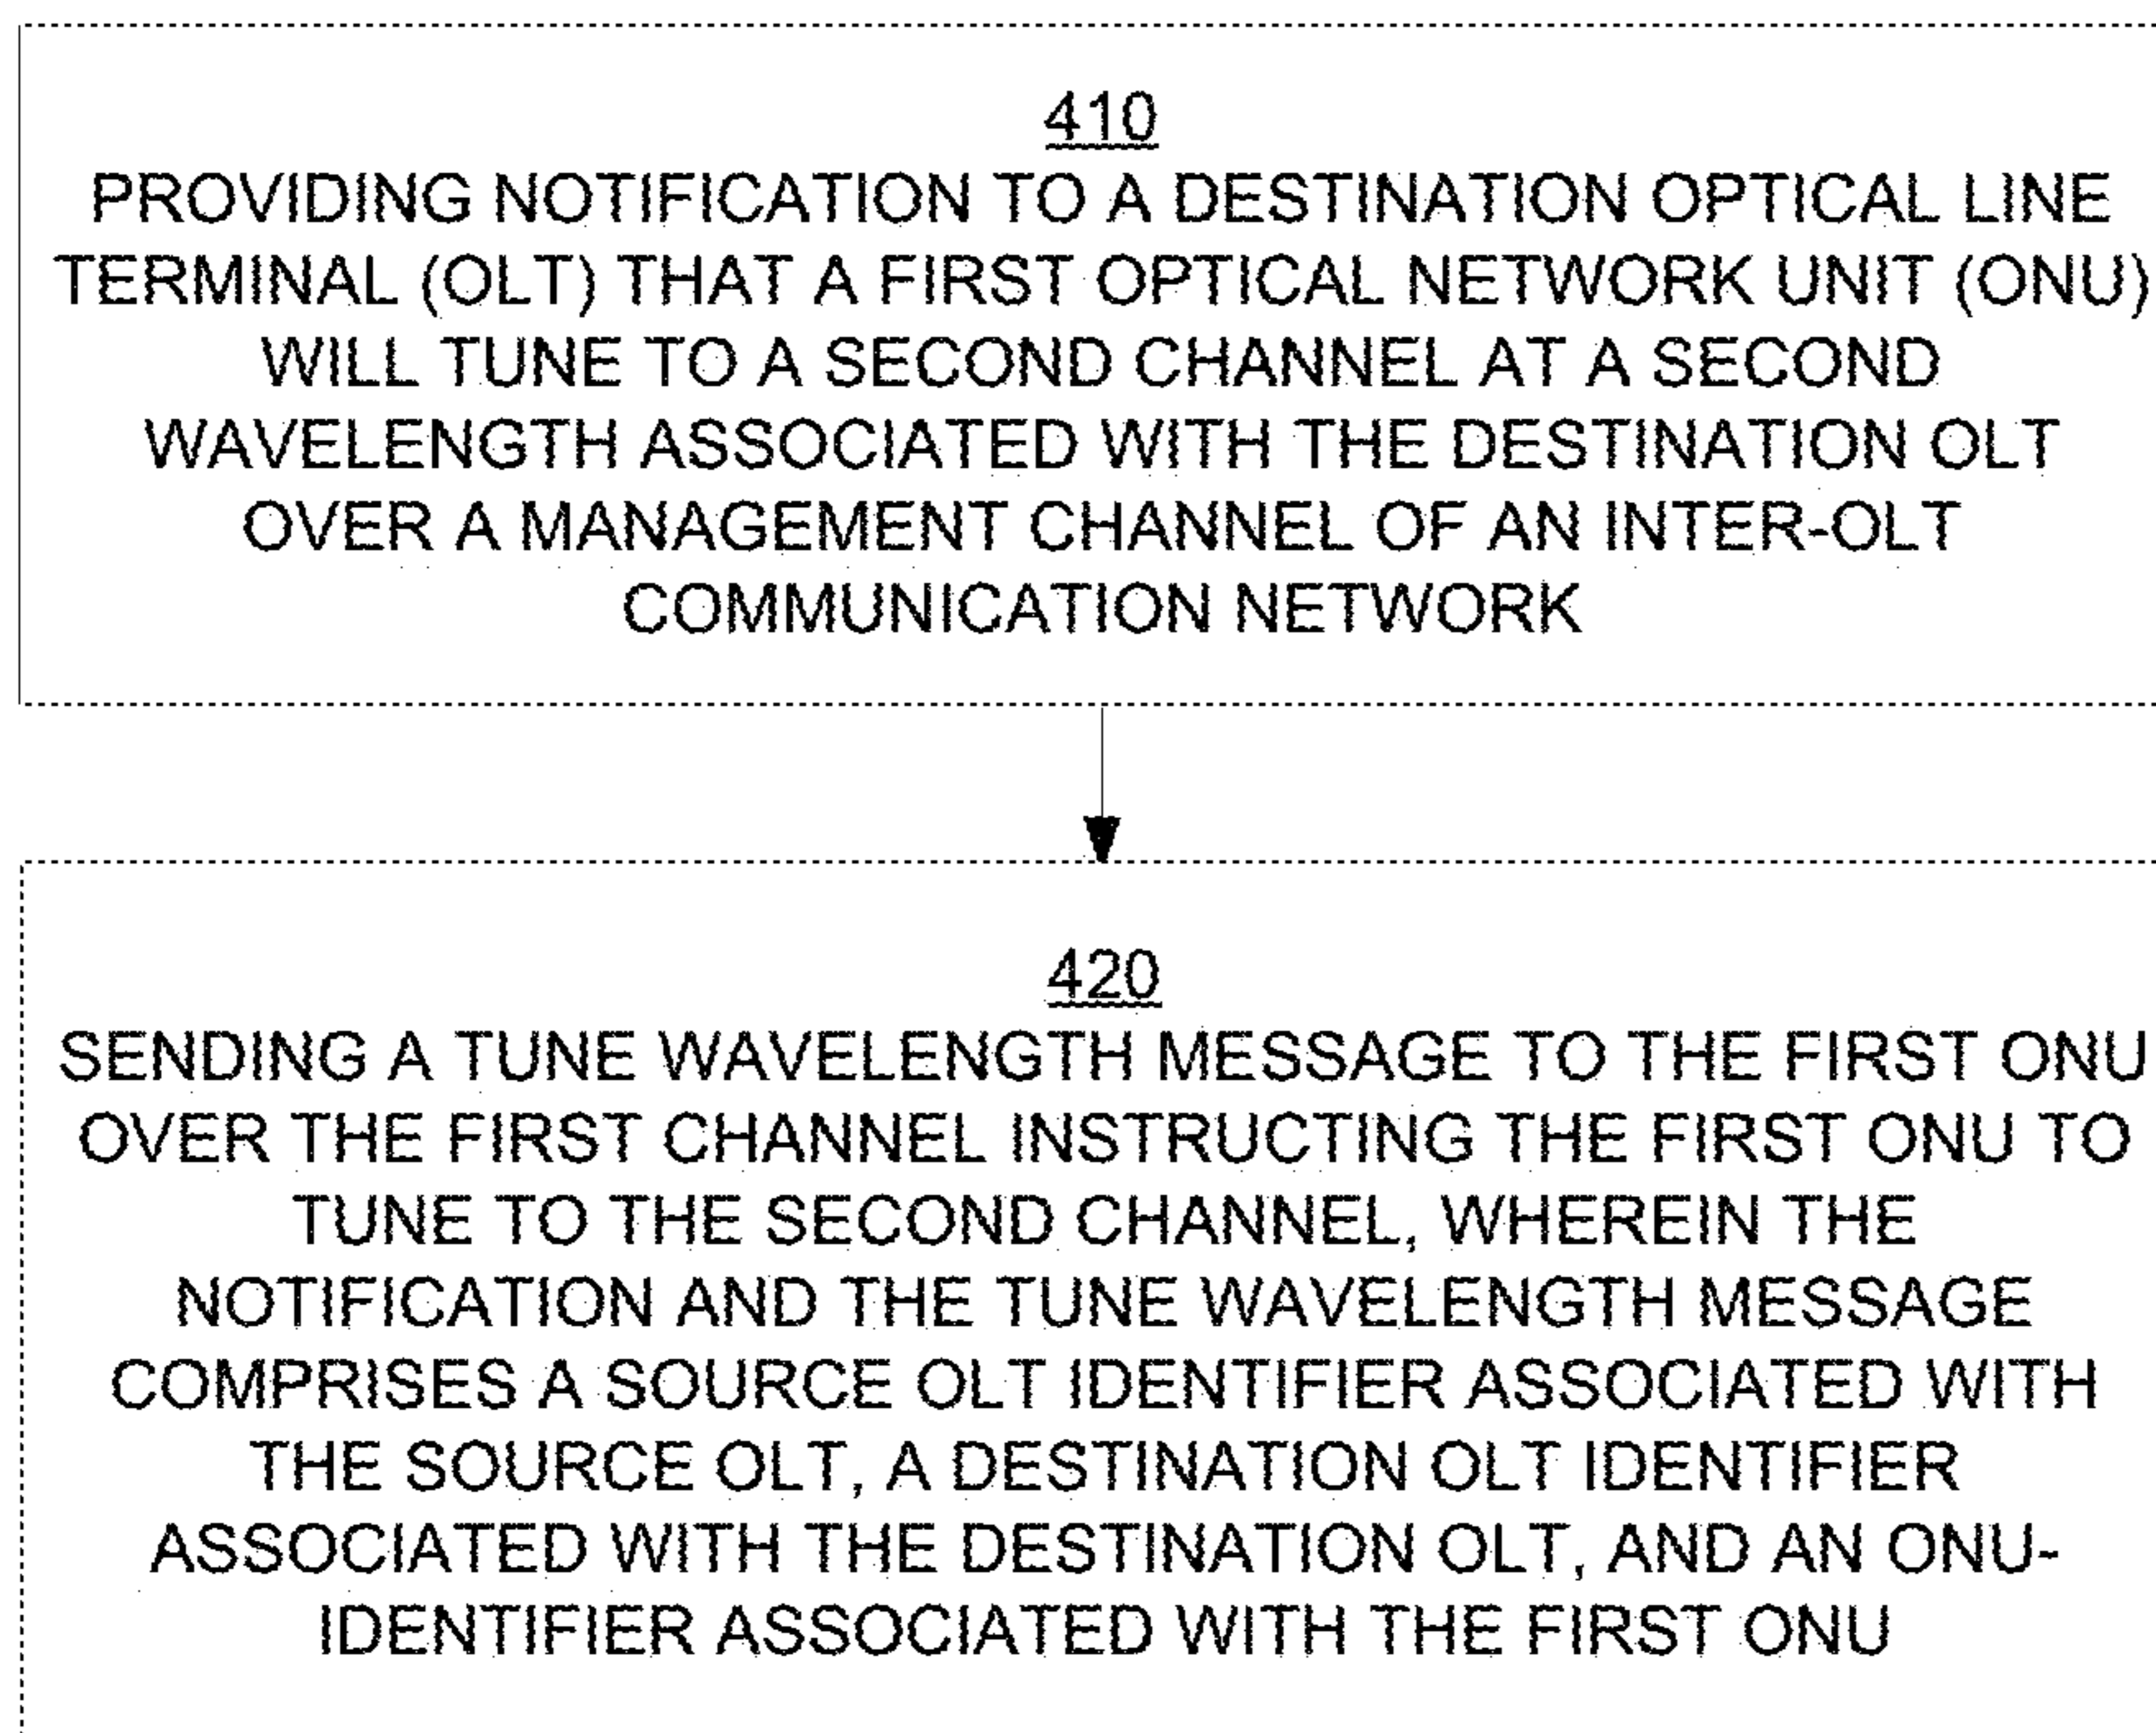 410
PROVIDING NOTIFICATION TO A DESTINATION OPTICAL LINE
TERMINAL (OLT) THAT A FIRST OPTICAL NETWORK UNIT (ONU)
WILL TUNE TO A SECOND CHANNEL AT A SECOND
WAVELENGTH ASSOCIATED WITH THE DESTINATION OLT
OVER A MANAGEMENT CHANNEL OF AN INTER-OLT
COMMUNICATION NETWORK
420
SENDING A TUNE WAVELENGTH MESSAGE TO THE FIRST ONU
OVER THE FIRST CHANNEL INSTRUCTING THE FIRST ONU TO
TUNE TO THE SECOND CHANNEL, WHEREIN THE
NOTIFICATION AND THE TUNE WAVELENGTH MESSAGE
COMPRISES A SOURCE OLT IDENTIFIER ASSOCIATED WITH
THE SOURCE OLT, A DESTINATION OLT IDENTIFIER
ASSOCIATED WITH THE DESTINATION OLT, AND AN ONU-
IDENTIFIER ASSOCIATED WITH THE FIRST ONU